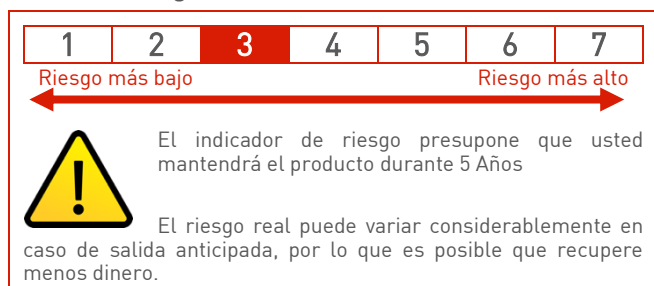 1 2 3 4 5 6 7
Riesgo más bajo Riesgo más alto
El indicador de riesgo presupone que usted
mantendrá el producto durante 5 Años
El riesgo real puede variar considerablemente en
caso de salida anticipada, por lo que es posible que recupere
menos dinero.